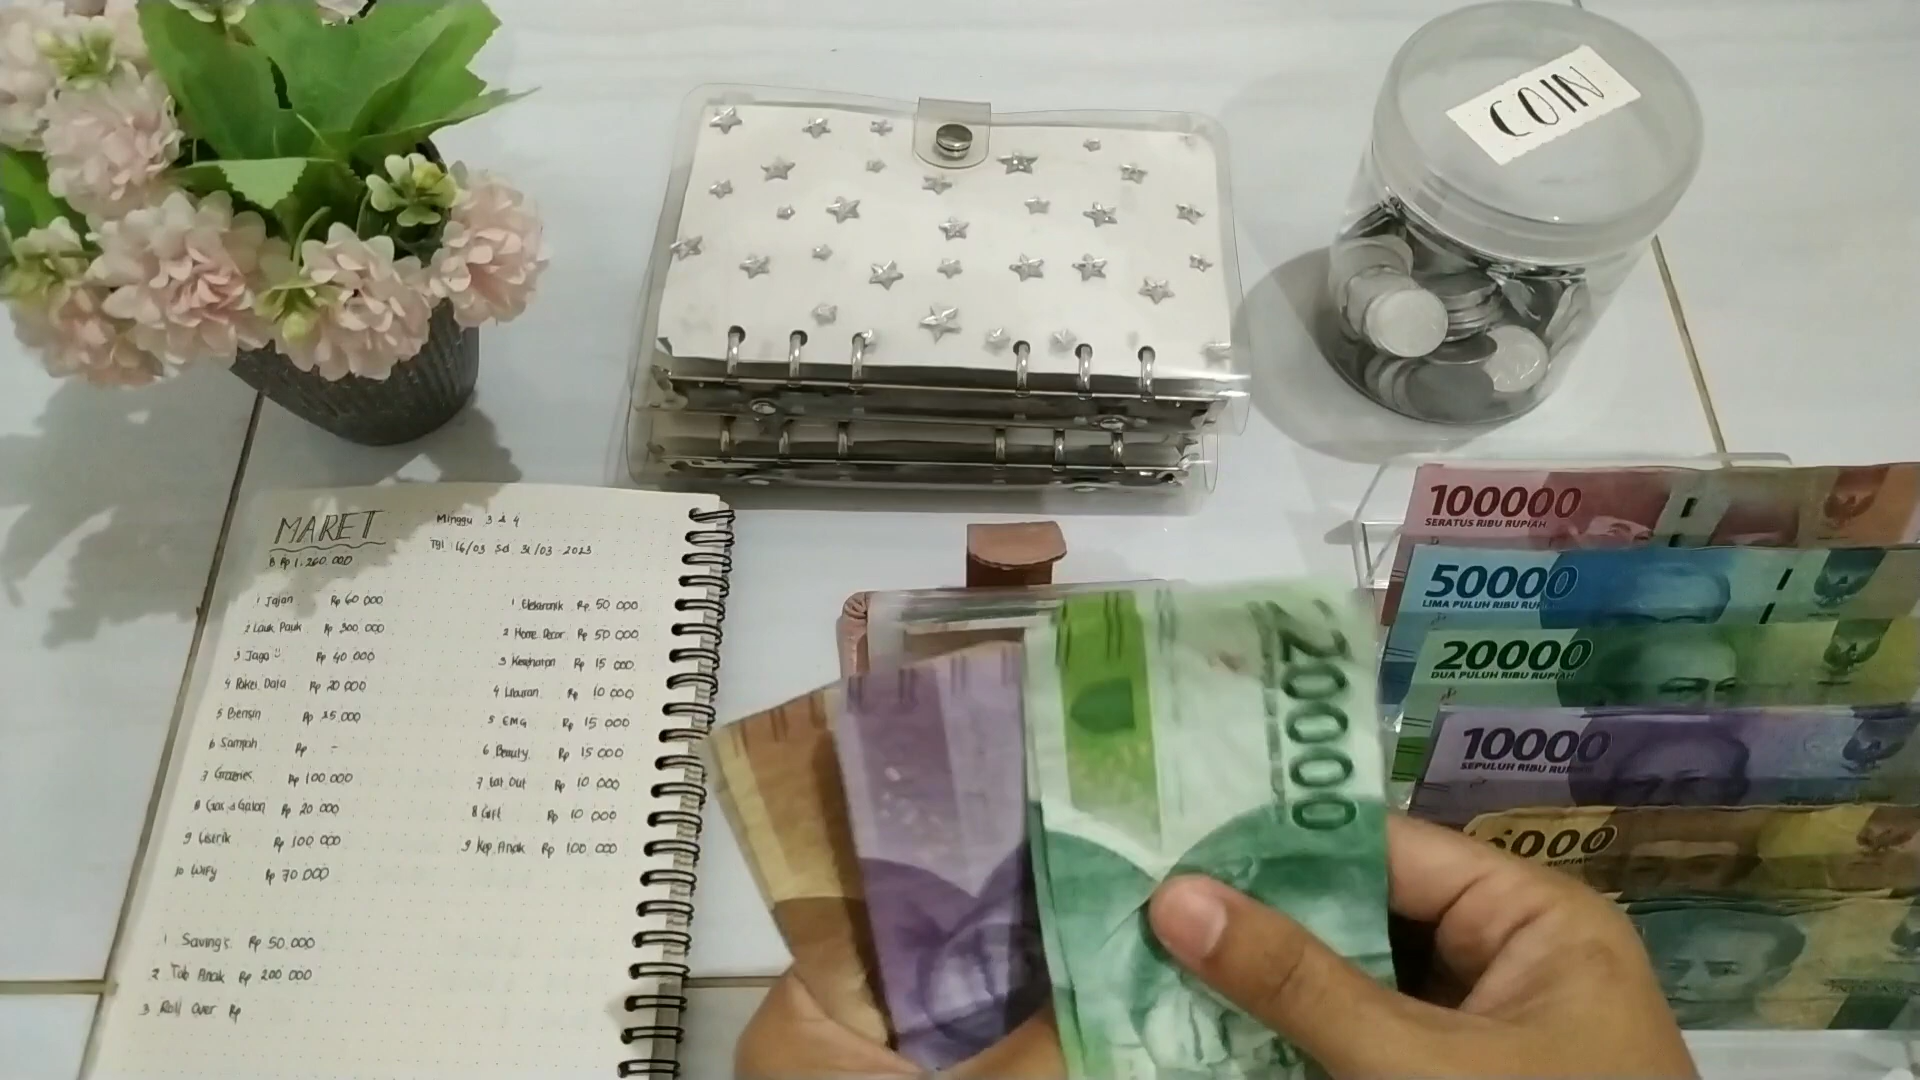 COIN
MARET
Minggu 3 & 4
Tgl 16/03 sd 31/03 - 2023
B Rp 1.260.000
1 Jajan Rp 60 000
2 Lauk Pauk Rp 300 000
3 Jago Rp 40 000
4 Paket Data Rp 20 000
5 Bensin Rp 25.000
6 Sampah Rp -
7 Groceries Rp 100.000
8 Gas & Galon Rp 20 000
9 Listrik Rp 100 000
10 Wify Rp 70 000
1 Elektronik Rp 50 000
2 Home Decor Rp 50 000
3 Kesehatan Rp 15 000
4 Liburan Rp 10 000
5 EMG Rp 15 000
6 Beauty Rp 15 000
7 Eat Out Rp 10 000
8 Gift Rp 10 000
9 Kep. Anak Rp 100 000
1 Saving's Rp 50.000
2 Tab Anak Rp 200 000
3 Roll Over Rp
20000
100000
SERATUS RIBU RUPIAH
50000
LIMA PULUH RIBU
20000
DUA PULUH RIBU RUPIAH
10000
SEPULUH RIBU
5000